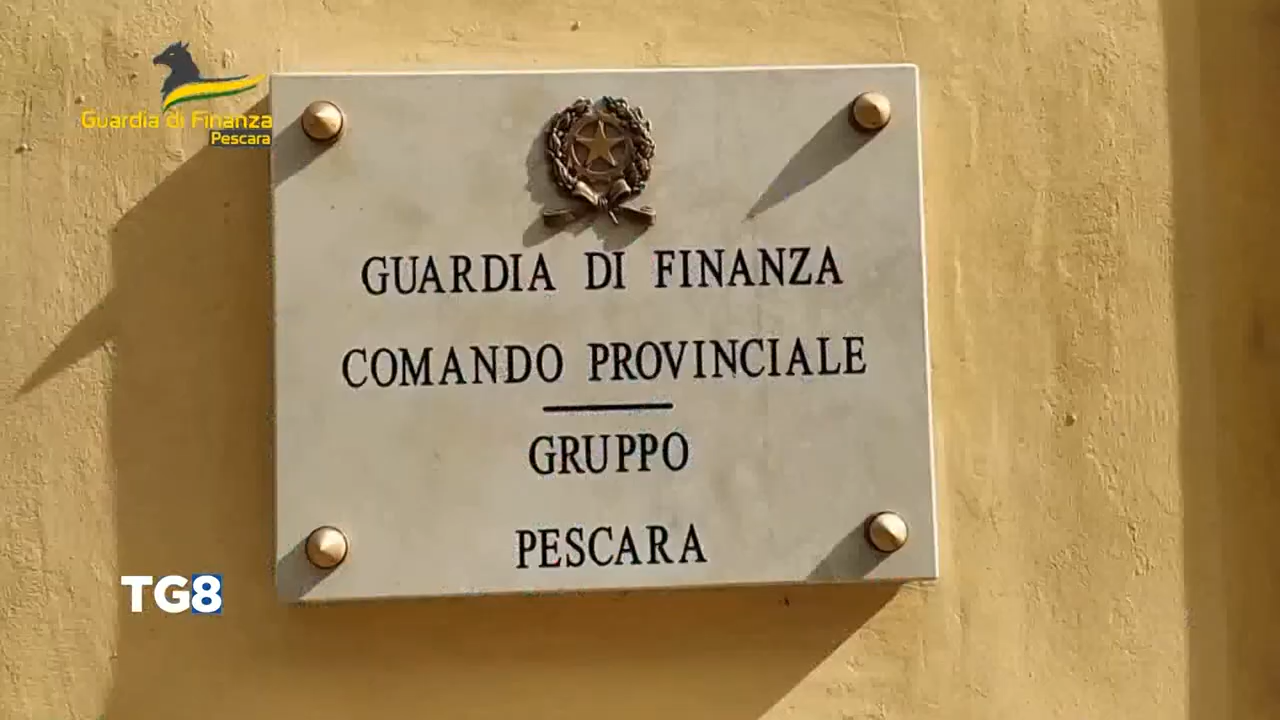 Guardia di Finanza
Pescara
GUARDIA DI FINANZA
COMANDO PROVINCIALE
GRUPPO
PESCARA
TG8